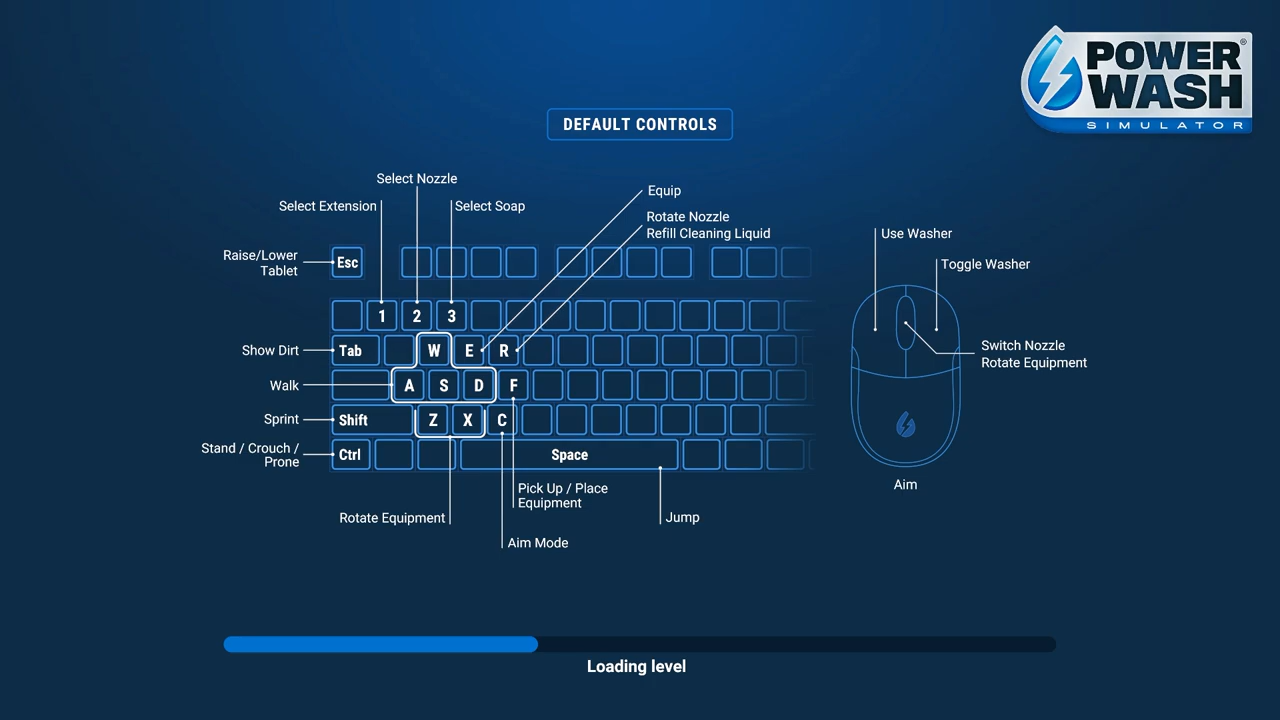 POWER
WASH®
SIMULATOR
DEFAULT CONTROLS
Select Nozzle
Select Extension
Select Soap
Equip
Rotate Nozzle
Refill Cleaning Liquid
Raise/Lower
Tablet
Esc
1 2 3
Show Dirt
Tab W E R
Walk
A S D F
Sprint
Shift Z X C
Stand / Crouch /
Prone
Ctrl Space
Pick Up / Place
Equipment
Rotate Equipment
Jump
Aim Mode
Use Washer
Toggle Washer
Switch Nozzle
Rotate Equipment
Aim
Loading level